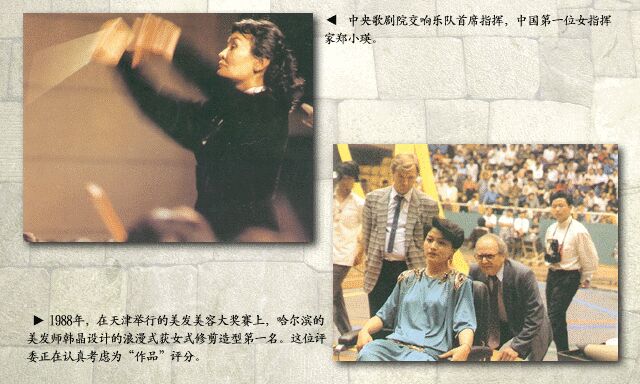 ◀ 中央歌剧院交响乐队首席指挥，中国第一位女指挥
家郑小瑛。
▶ 1988年，在天津举行的美发美容大奖赛上，哈尔滨的
美发师韩晶设计的浪漫式获女式修剪造型第一名。这位评
委正在认真考虑为“作品”评分。